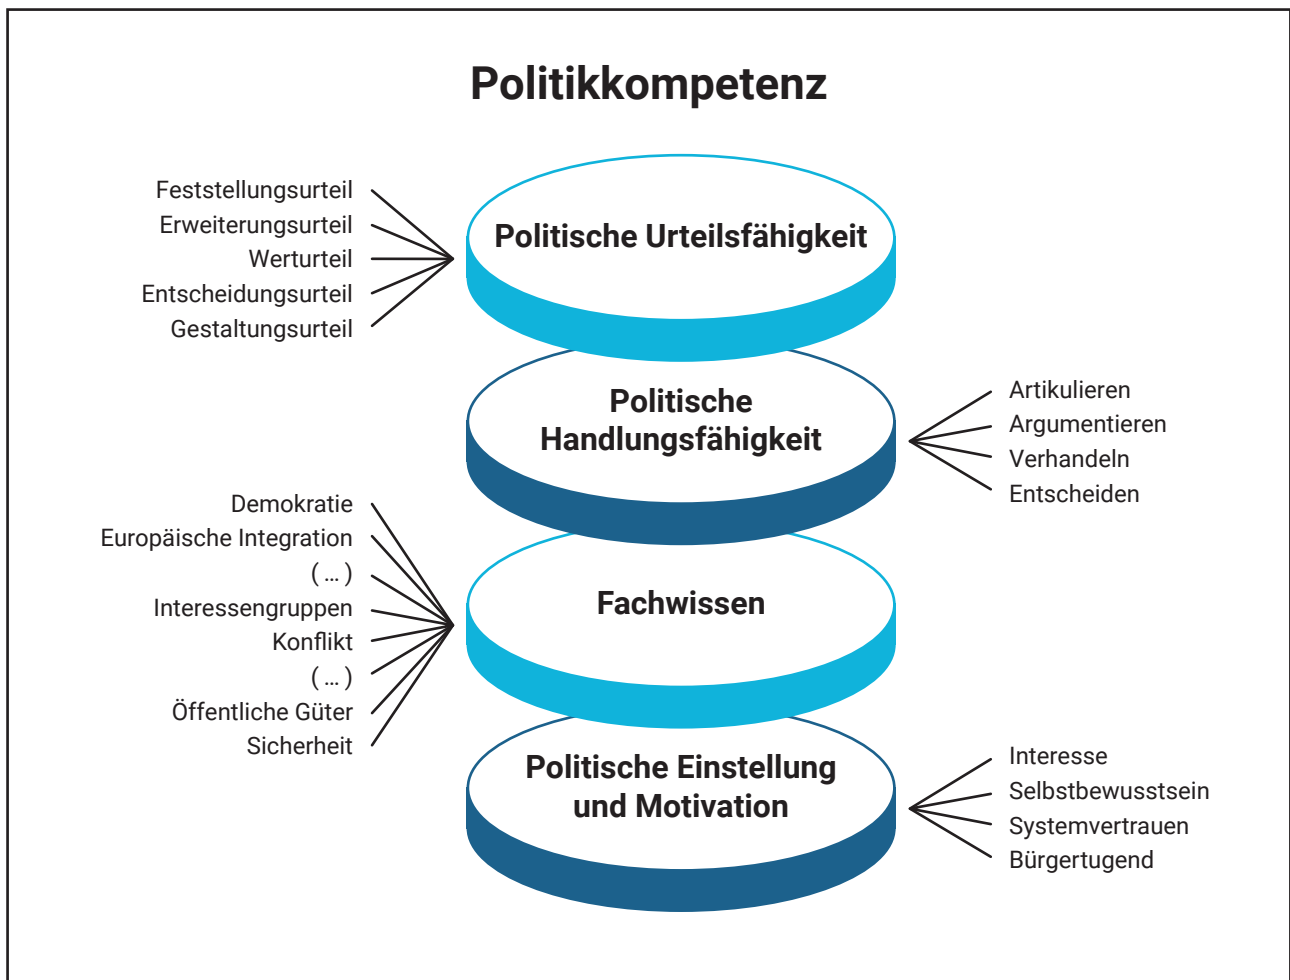 Politikkompetenz
Feststellungsurteil
Erweiterungsurteil
Werturteil
Entscheidungsurteil
Gestaltungsurteil
Politische Urteilsfähigkeit
Politische
Handlungsfähigkeit
Artikulieren
Argumentieren
Verhandeln
Entscheiden
Demokratie
Europäische Integration
( ... )
Interessengruppen
Konflikt
( ... )
Öffentliche Güter
Sicherheit
Fachwissen
Politische Einstellung
und Motivation
Interesse
Selbstbewusstsein
Systemvertrauen
Bürgertugend